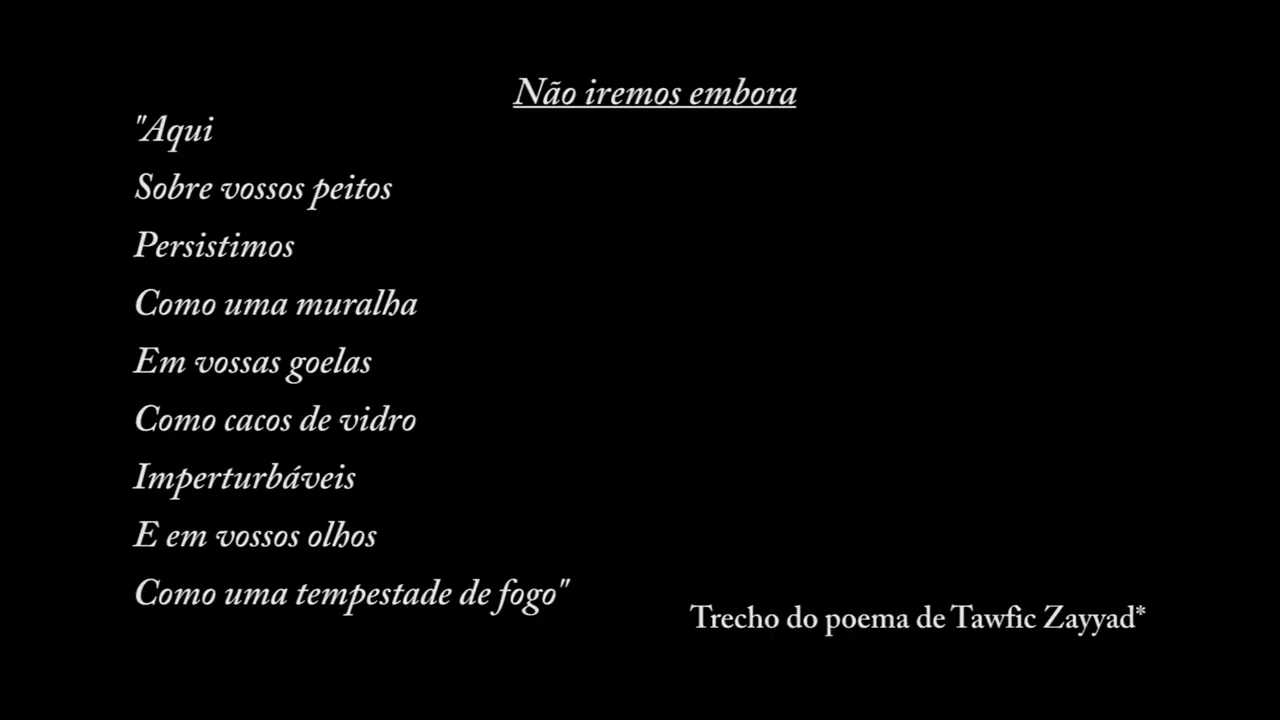 Não iremos embora
"Aqui
Sobre vossos peitos
Persistimos
Como uma muralha
Em vossas goelas
Como cacos de vidro
Imperturbáveis
E em vossos olhos
Como uma tempestade de fogo"
Trecho do poema de Tawfic Zayyad*